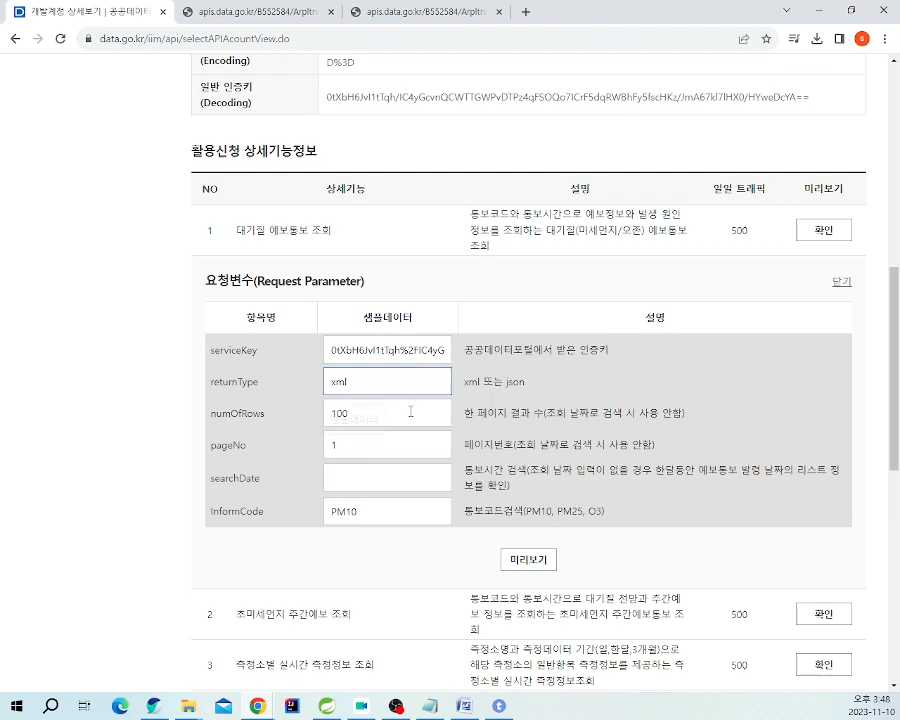 개발계정 상세보기 | 공공데이터
apis.data.go.kr/B552584/ArpltnI
apis.data.go.kr/B552584/ArpltnI
data.go.kr/iim/api/selectAPIAcountView.do
(Encoding)
D%3D
일반 인증키
(Decoding)
활용신청 상세기능정보
NO 상세기능 설명 일일 트래픽 미리보기
1 대기질 예보통보 조회
통보코드와 통보시간으로 예보정보와 발생 원인
정보를 조회하는 대기질(미세먼지/오존) 예보통보
조회
500 확인
요청변수(Request Parameter)
닫기
항목명 샘플데이터 설명
serviceKey 공공데이터포털에서 받은 인증키
returnType xml xml 또는 json
numOfRows 100 한 페이지 결과 수(조회 날짜로 검색 시 사용 안함)
pageNo 1 페이지번호(조회 날짜로 검색 시 사용 안함)
searchDate 통보시간 검색(조회 날짜 입력이 없을 경우 한달동안 예보통보 발령 날짜의 리스트 정
보를 확인)
InformCode PM10 통보코드검색(PM10, PM25, O3)
미리보기
2 초미세먼지 주간예보 조회
통보코드와 통보시간으로 대기질 전망과 주간예
보 정보를 조회하는 초미세먼지 주간예보통보 조
회
500 확인
3 측정소별 실시간 측정정보 조회
측정소명과 측정데이터 기간(일,한달,3개월)으로
해당 측정소의 일반항목 측정정보를 제공하는 측
정소별 실시간 측정정보조회
500 확인
오후 3:48
2023-11-10